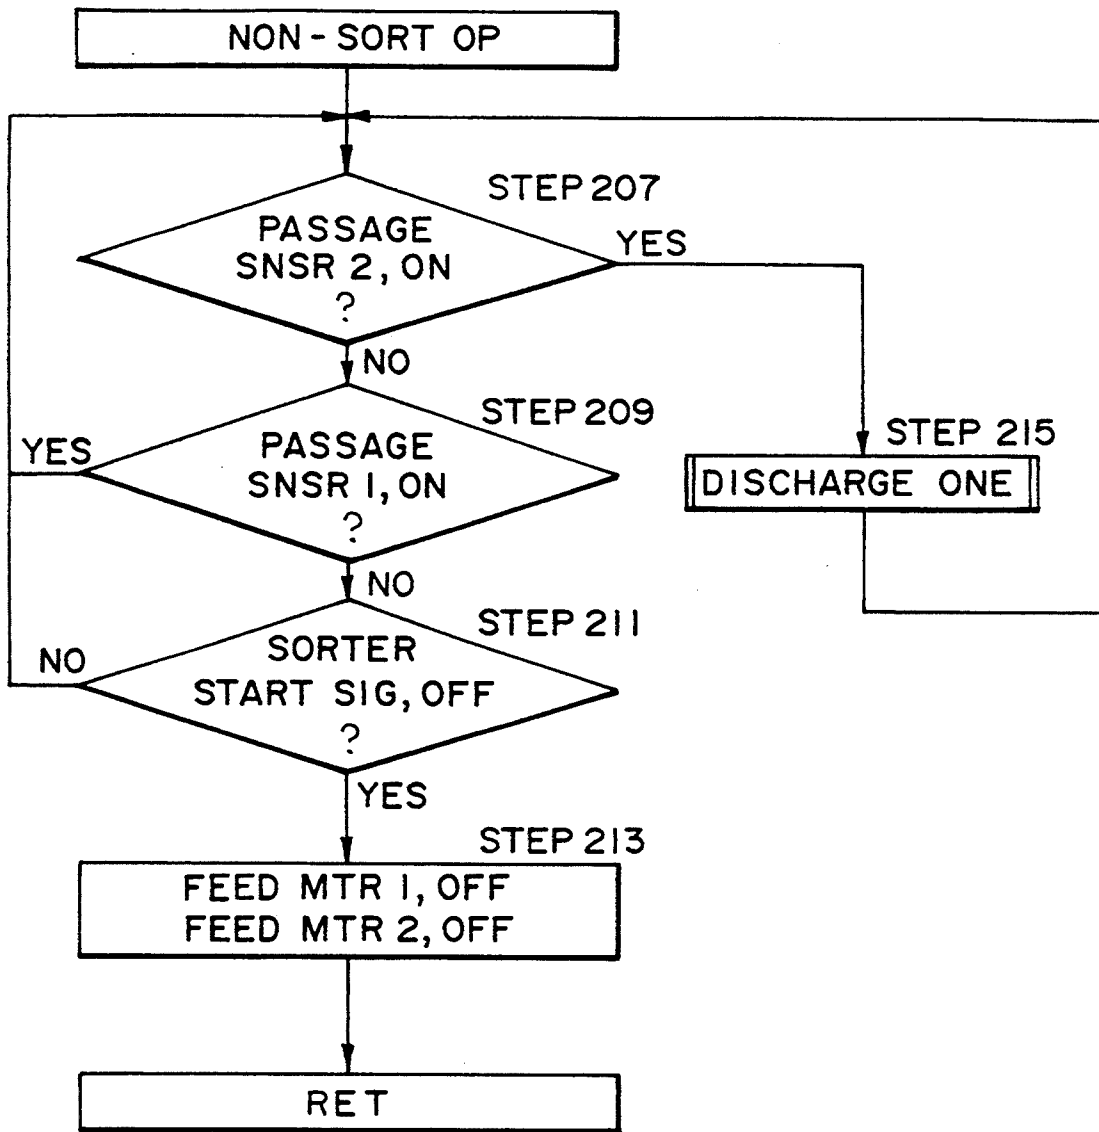 NON-SORT OP
STEP 207
PASSAGE
SNSR 2, ON
?
YES
NO
STEP 209
PASSAGE
SNSR 1, ON
?
YES
STEP 215
DISCHARGE ONE
NO
STEP 211
SORTER
START SIG, OFF
?
NO
YES
STEP 213
FEED MTR 1, OFF
FEED MTR 2, OFF
RET